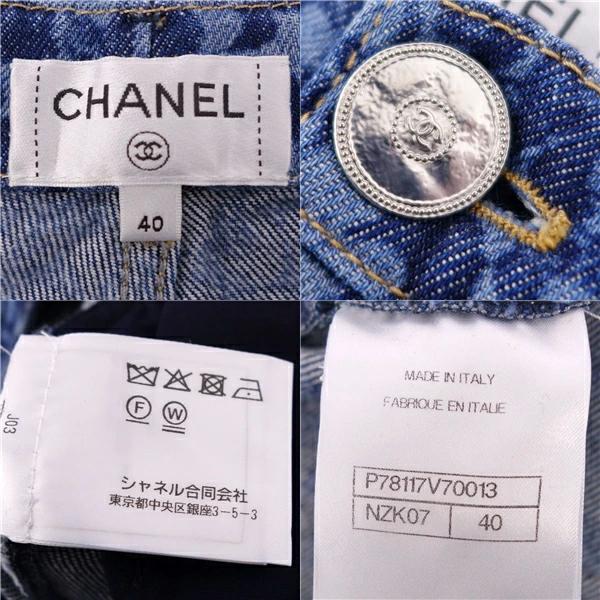 CHANEL
40
EL
J03
F W
シャネル合同会社
東京都中央区銀座3-5-3
MADE IN ITALY
FABRIQUE EN ITALIE
P78117V70013
NZK07 40